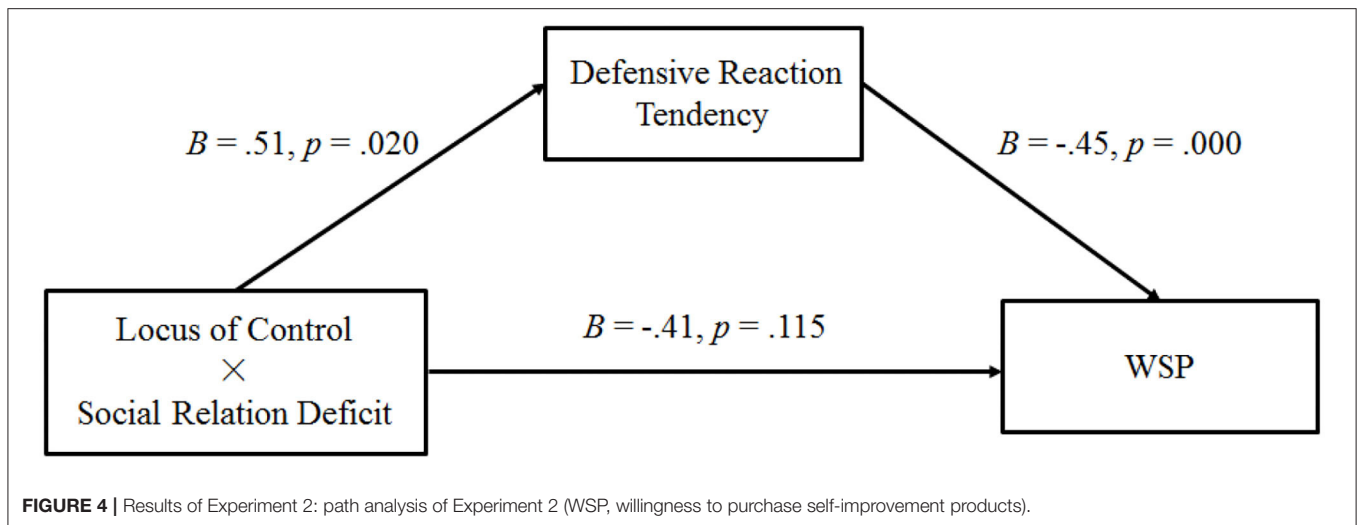 Defensive Reaction
Tendency
B = .51, p = .020
B = -.45, p = .000
Locus of Control
×
Social Relation Deficit
B = -.41, p = .115
WSP
FIGURE 4 | Results of Experiment 2: path analysis of Experiment 2 (WSP, willingness to purchase self-improvement products).